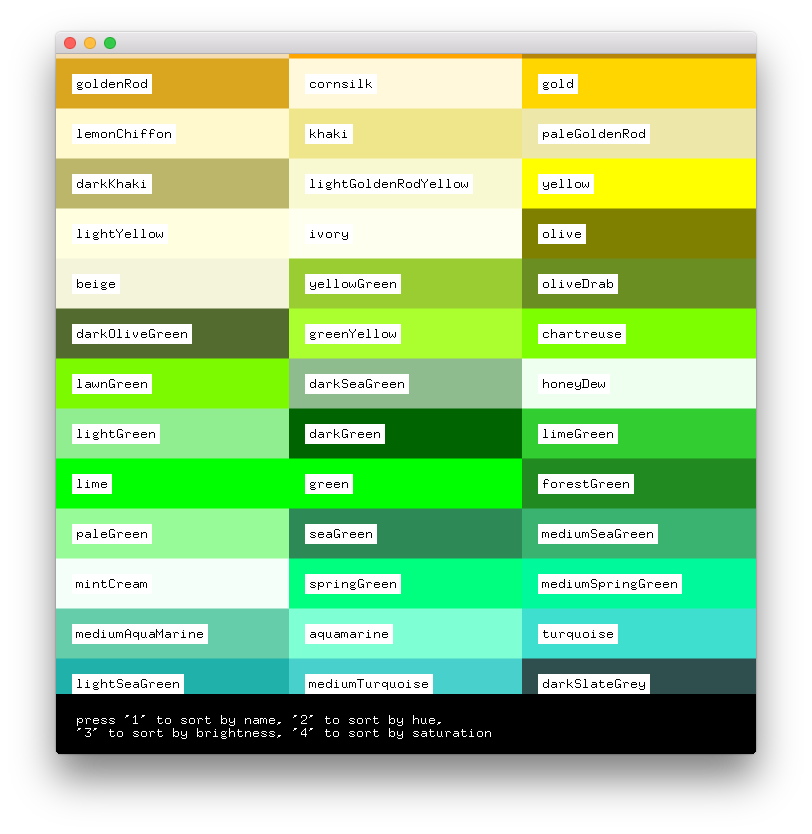 goldenRod cornsilk gold
lemonChiffon khaki paleGoldenRod
darkKhaki lightGoldenRodYellow yellow
lightYellow ivory olive
beige yellowGreen oliveDrab
darkOliveGreen greenYellow chartreuse
lawnGreen darkSeaGreen honeyDew
lightGreen darkGreen limeGreen
lime green forestGreen
paleGreen seaGreen mediumSeaGreen
mintCream springGreen mediumSpringGreen
mediumAquaMarine aquamarine turquoise
lightSeaGreen mediumTurquoise darkSlateGrey
press "1" to sort by name, "2" to sort by hue,
"3" to sort by brightness, "4" to sort by saturation